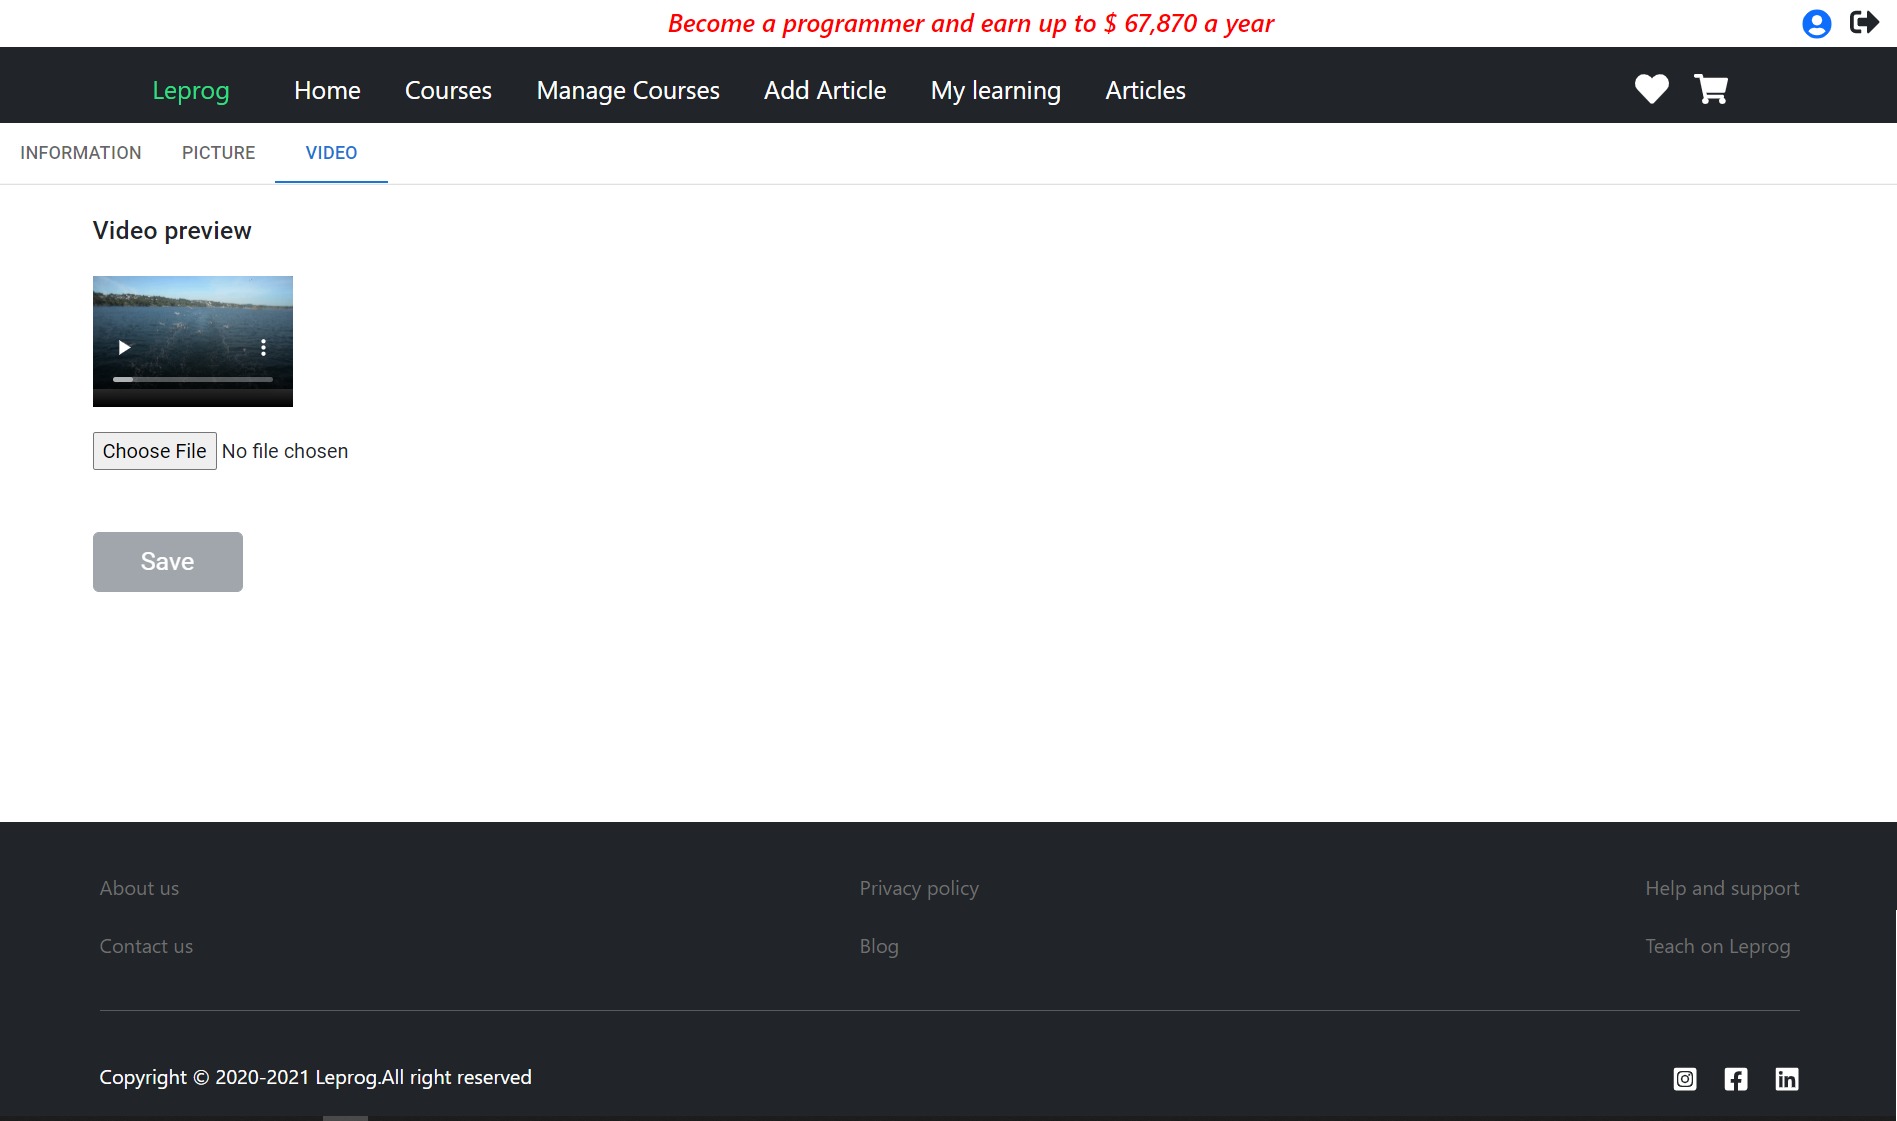 Become a programmer and earn up to $ 67,870 a year
Leprog Home Courses Manage Courses Add Article My learning Articles
INFORMATION PICTURE VIDEO
Video preview
Choose File No file chosen
Save
About us Privacy policy Help and support
Contact us Blog Teach on Leprog
Copyright © 2020-2021 Leprog.All right reserved